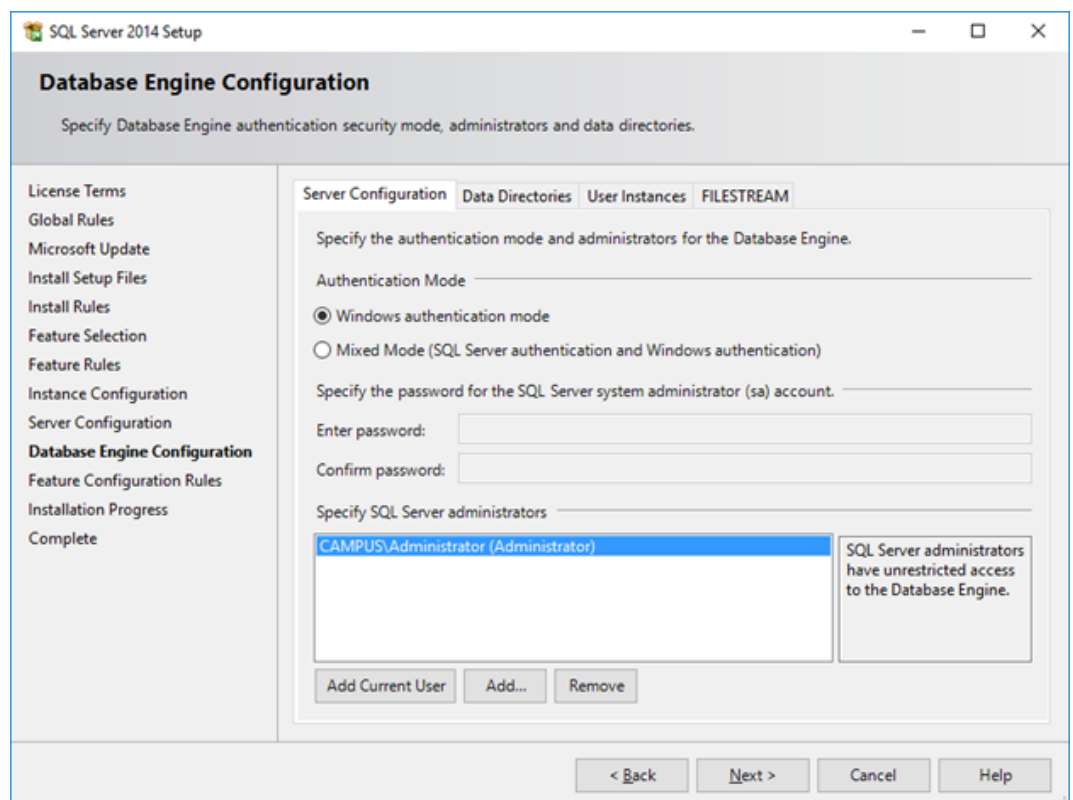 SQL Server 2014 Setup
Database Engine Configuration
Specify Database Engine authentication security mode, administrators and data directories.
License Terms
Global Rules
Microsoft Update
Install Setup Files
Install Rules
Feature Selection
Feature Rules
Instance Configuration
Server Configuration
Database Engine Configuration
Feature Configuration Rules
Installation Progress
Complete
Server Configuration Data Directories User Instances FILESTREAM
Specify the authentication mode and administrators for the Database Engine.
Authentication Mode
Windows authentication mode
Mixed Mode (SQL Server authentication and Windows authentication)
Specify the password for the SQL Server system administrator (sa) account.
Enter password:
Confirm password:
Specify SQL Server administrators
CAMPUS\Administrator (Administrator)
SQL Server administrators
have unrestricted access
to the Database Engine.
Add Current User Add... Remove
< Back Next > Cancel Help